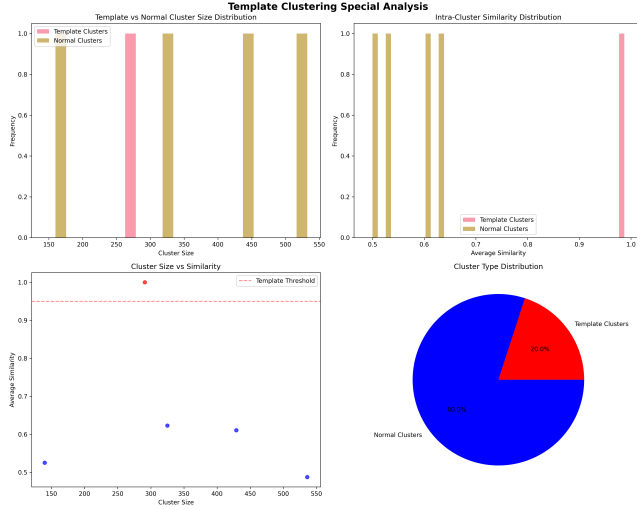 Template Clustering Special Analysis
Template vs Normal Cluster Size Distribution
Template Clusters
Normal Clusters
1.0
0.8
0.6
0.4
0.2
0.0
Frequency
150 200 250 300 350 400 450 500 550
Cluster Size
Intra-Cluster Similarity Distribution
1.0
0.8
0.6
0.4
0.2
0.0
Frequency
Template Clusters
Normal Clusters
0.5 0.6 0.7 0.8 0.9 1.0
Average Similarity
Cluster Size vs Similarity
Template Threshold
1.0
0.9
0.8
0.7
0.6
0.5
Average Similarity
150 200 250 300 350 400 450 500 550
Cluster Size
Cluster Type Distribution
Template Clusters
20.0%
Normal Clusters